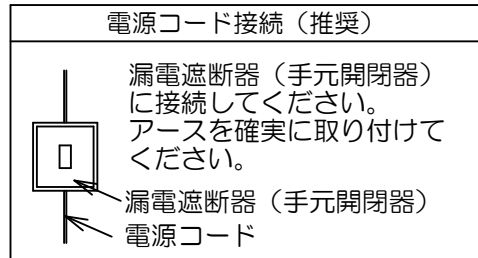 電源コード接続（推奨）
漏電遮断器（手元開閉器）
に接続してください。
アースを確実に取り付けて
ください。
漏電遮断器（手元開閉器）
電源コード